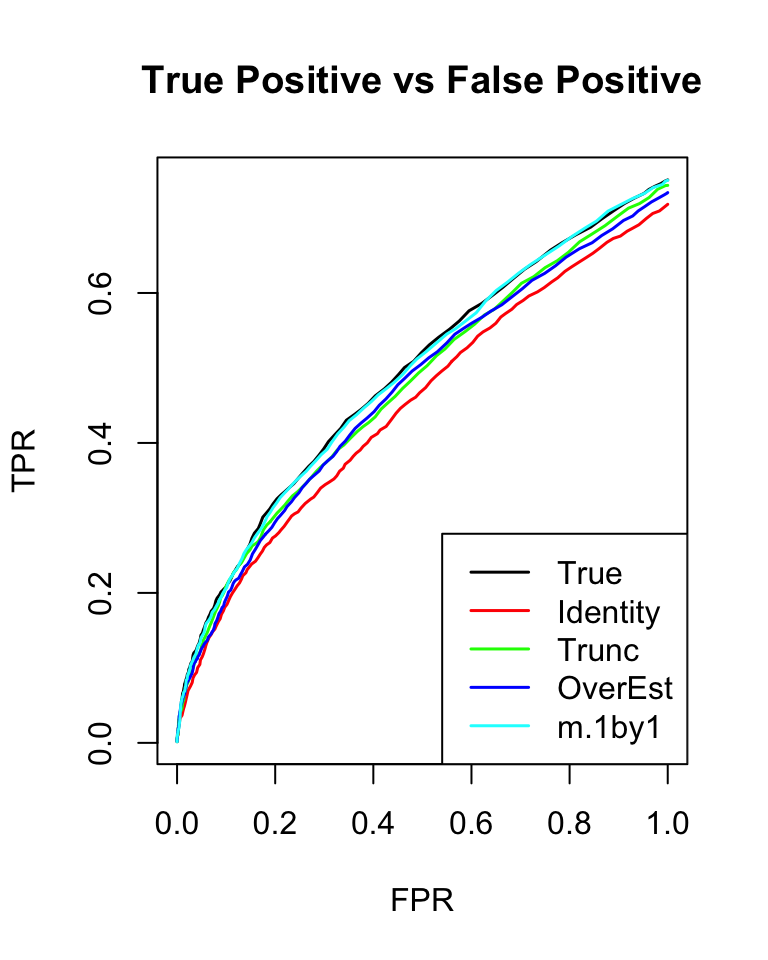 True Positive vs False Positive
TPR
0.6
0.4
0.2
0.0
True
Identity
Trunc
OverEst
m.1by1
0.0 0.2 0.4 0.6 0.8 1.0
FPR